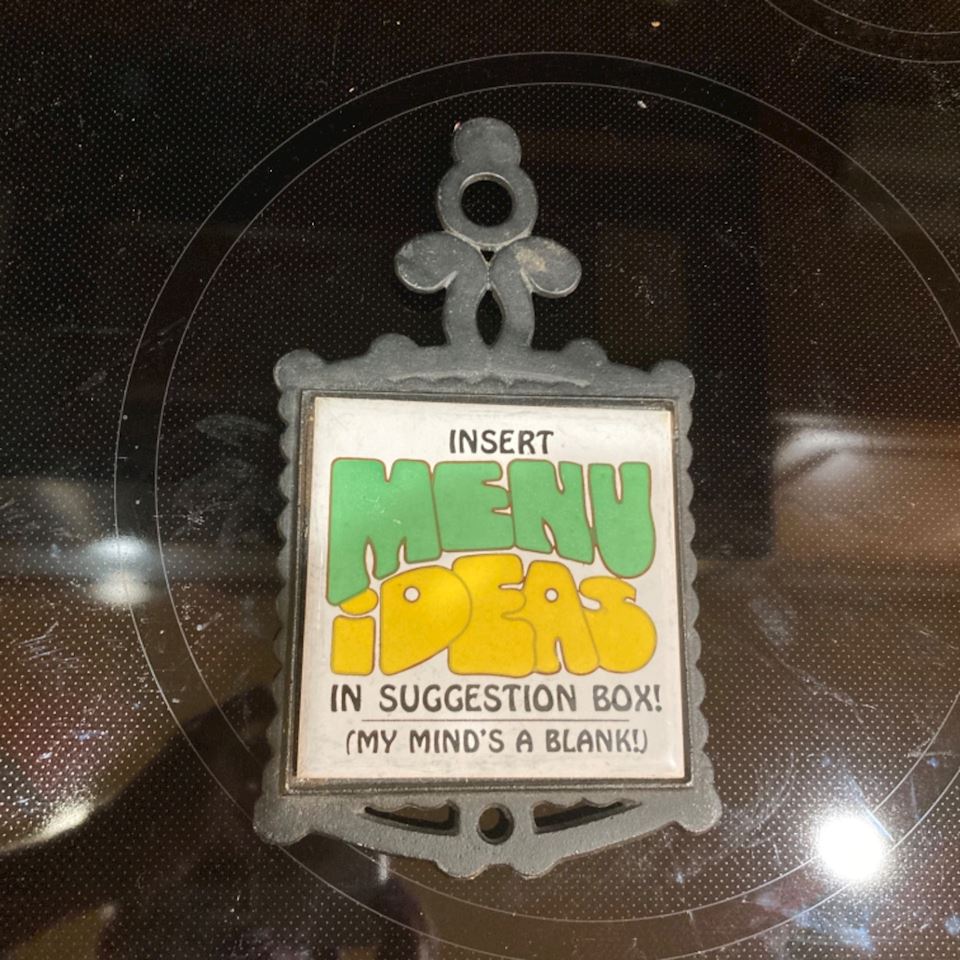 INSERT
MENU
iDEAS
IN SUGGESTION BOX!
(MY MIND'S A BLANK!)